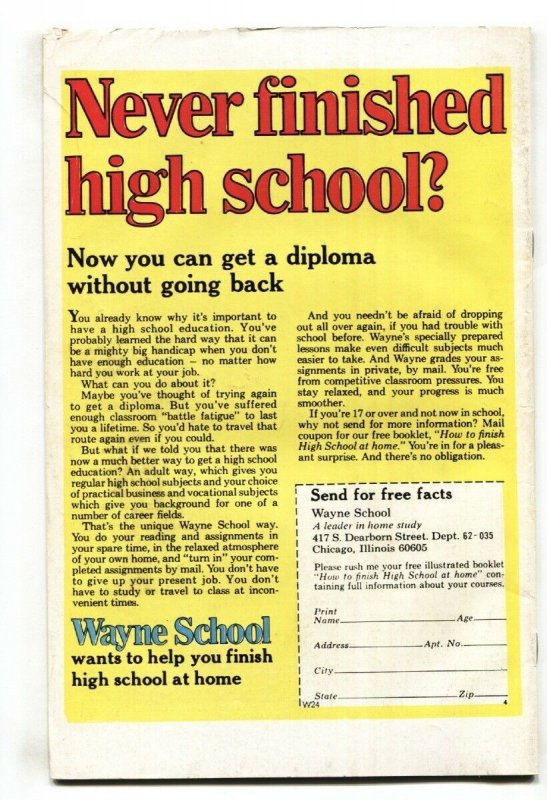 Never finished
high school?
Now you can get a diploma
without going back
You already know why it's important to
have a high school education. You've
probably learned the hard way that it can
be a mighty big handicap when you don't
have enough education – no matter how
hard you work at your job.
What can you do about it?
Maybe you've thought of trying again
to get a diploma. But you've suffered
enough classroom "battle fatigue" to last
you a lifetime. So you'd hate to travel that
route again even if you could.
But what if we told you that there was
now a much better way to get a high school
education? An adult way, which gives you
regular high school subjects and your choice
of practical business and vocational subjects
which give you background for one of a
number of career fields.
That's the unique Wayne School way.
You do your reading and assignments in
your spare time, in the relaxed atmosphere
of your own home, and "turn in" your com-
pleted assignments by mail. You don't have
to give up your present job. You don't
have to study or travel to class at incon-
venient times.
Wayne School
wants to help you finish
high school at home
And you needn't be afraid of dropping
out all over again, if you had trouble with
school before. Wayne's specially prepared
lessons make even difficult subjects much
easier to take. And Wayne grades your as-
signments in private, by mail. You're free
from competitive classroom pressures. You
stay relaxed, and your progress is much
smoother.
If you're 17 or over and not now in school,
why not send for more information? Mail
coupon for our free booklet, "How to finish
High School at home." You're in for a pleas-
ant surprise. And there's no obligation.
Send for free facts
Wayne School
A leader in home study
417 S. Dearborn Street. Dept. 62-035
Chicago, Illinois 60605
Please rush me your free illustrated booklet
"How to finish High School at home" con-
taining full information about your courses.
Print
Name Age
Address Apt. No.
City
State Zip
W24 4